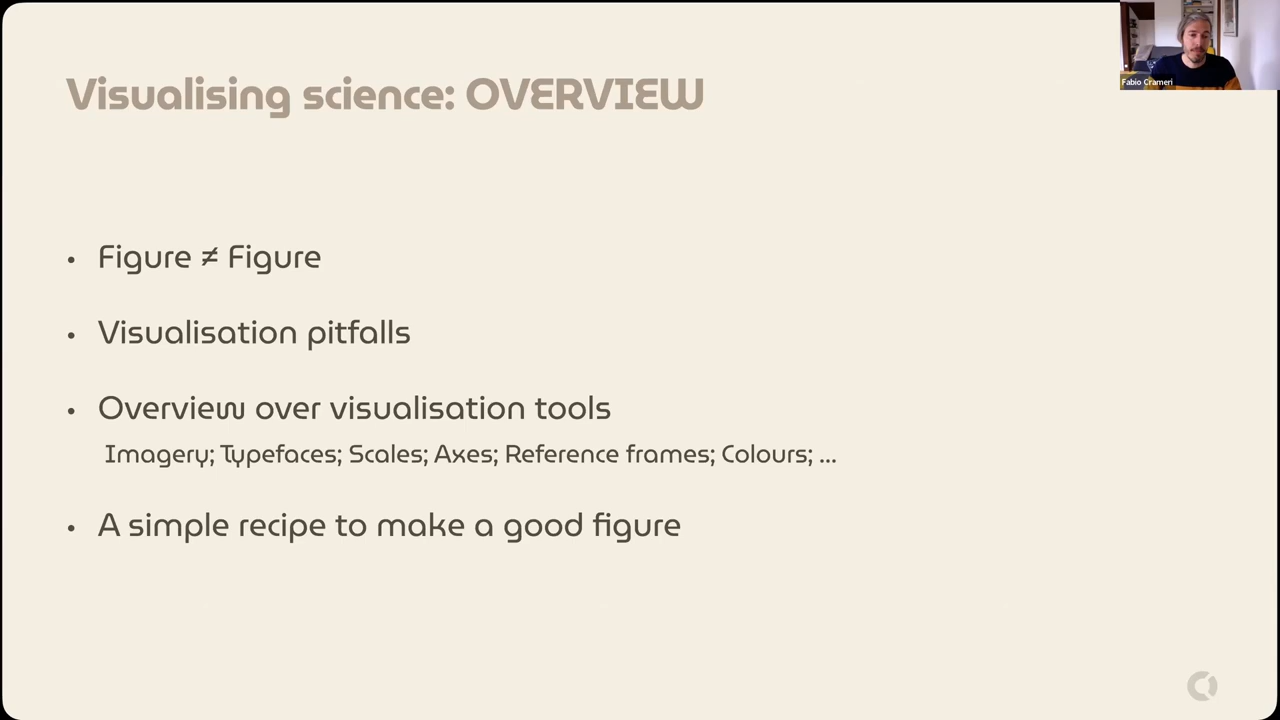 Visualising science: OVERVIEW
Fabio Crameri
• Figure ≠ Figure
• Visualisation pitfalls
• Overview over visualisation tools
Imagery; Typefaces; Scales; Axes; Reference frames; Colours; ...
• A simple recipe to make a good figure